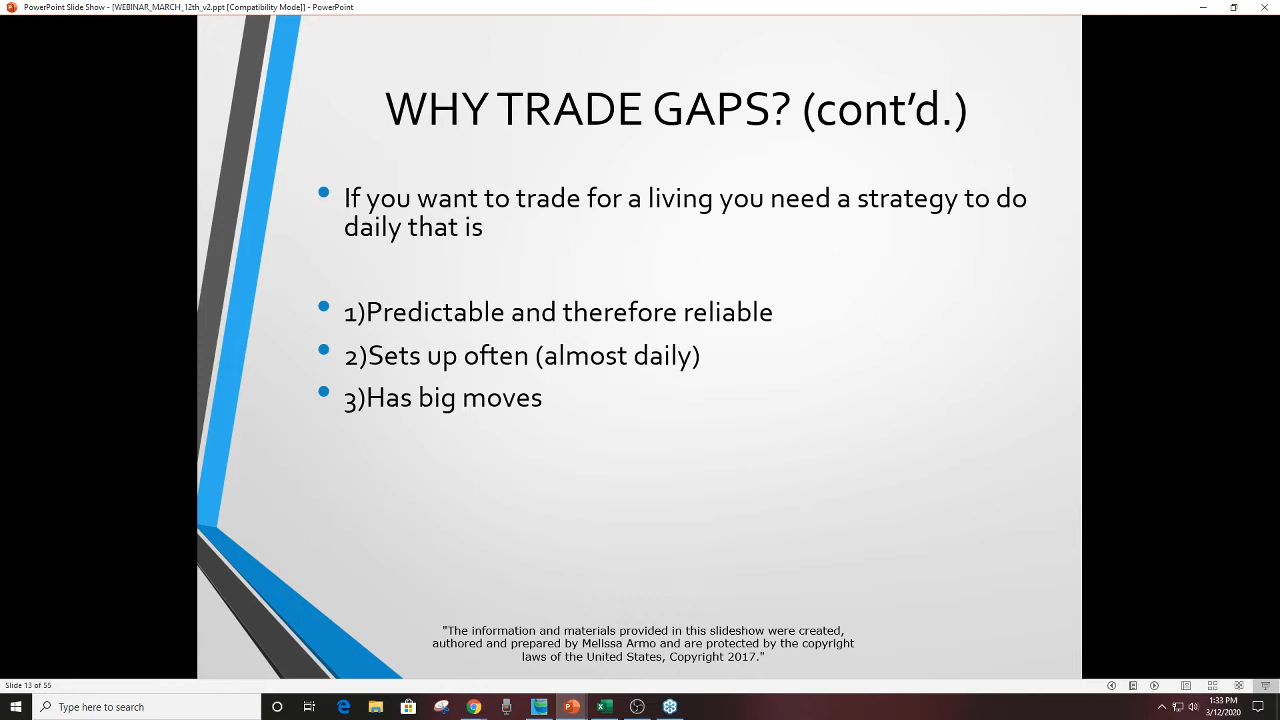 PowerPoint Slide Show - [WEBINAR_MARCH_12th_v2.ppt [Compatibility Mode]] - PowerPoint
WHY TRADE GAPS? (cont’d.)
• If you want to trade for a living you need a strategy to do
daily that is
• 1)Predictable and therefore reliable
• 2)Sets up often (almost daily)
• 3)Has big moves
"The information and materials provided in this slideshow were created,
authored and prepared by Melissa Armo and are protected by the copyright
laws of the United States, Copyright 2017."
Slide 13 of 55
Type here to search
1:33 PM
3/12/2020